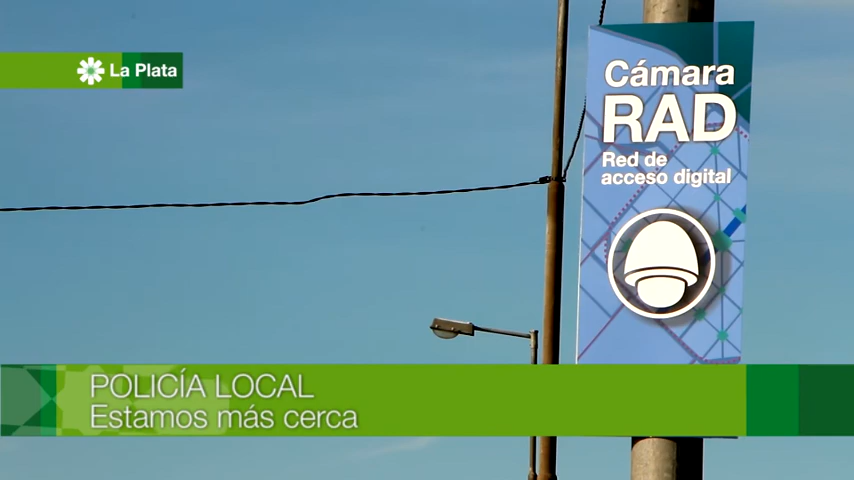 La Plata
Cámara
RAD
Red de
acceso digital
POLICÍA LOCAL
Estamos más cerca